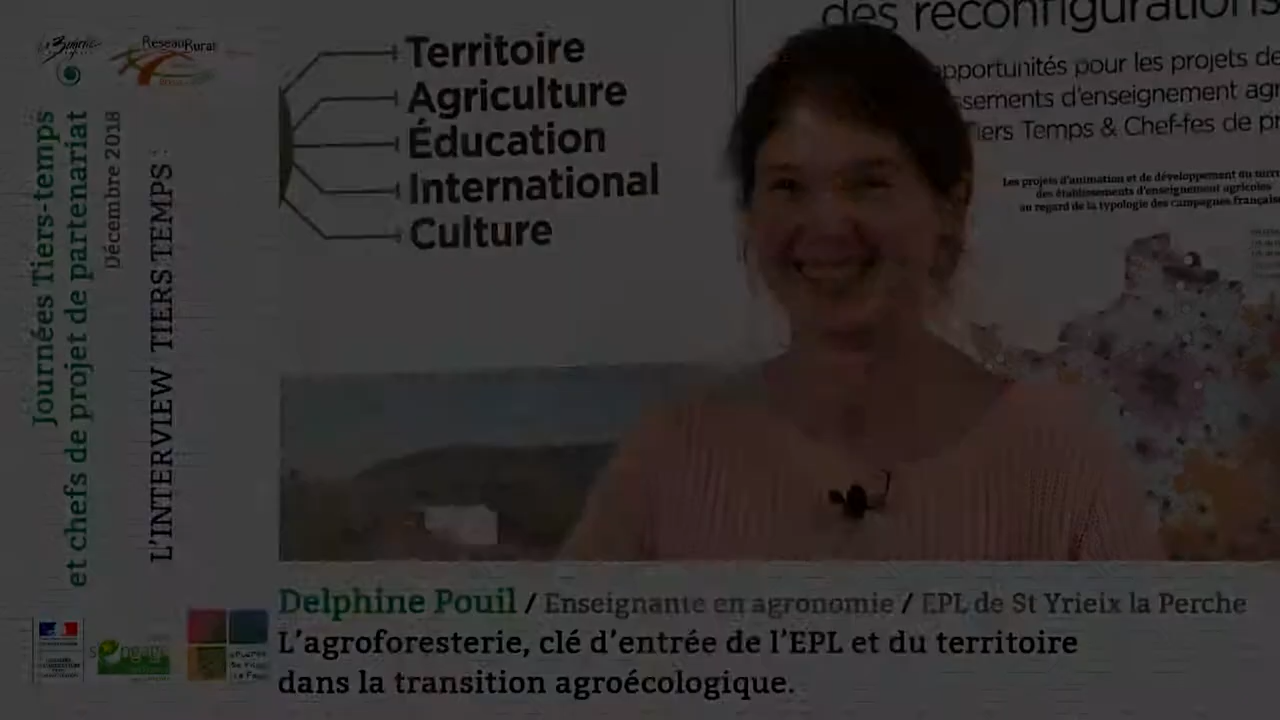 RéseauRural
Journées Tiers-temps
et chefs de projet de partenariat
Décembre 2018
L'INTERVIEW TIERS TEMPS :
Territoire
Agriculture
Éducation
International
Culture
des reconfigurations
opportunités pour les projets de
ssements d'enseignement agr
Tiers Temps & Chef-fes de pr
Les projets d'animation et de développement du terri
des établissements d'enseignement agricoles
au regard de la typologie des campagnes française
Delphine Pouil / Enseignante en agronomie / EPL de St Yrieix la Perche
L'agroforesterie, clé d'entrée de l'EPL et du territoire
dans la transition agroécologique.